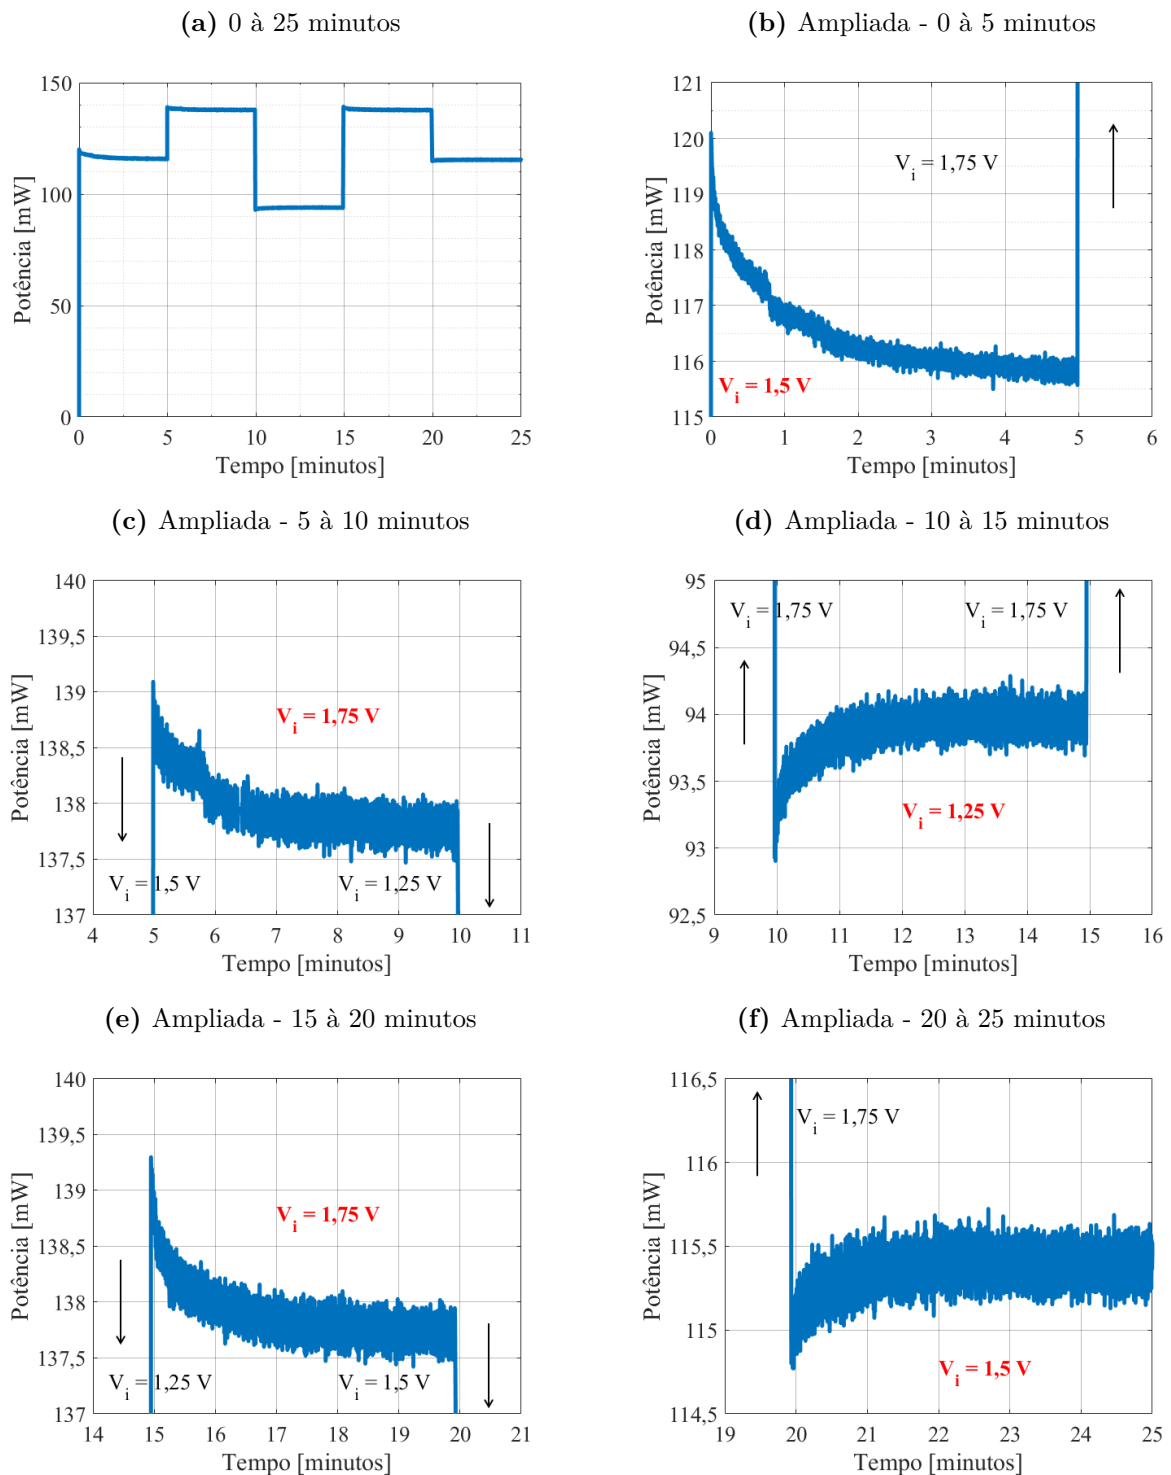 (a) 0 à 25 minutos
150
100
50
0
0 5 10 15 20 25
Potência [mW]
Tempo [minutos]
(b) Ampliada - 0 à 5 minutos
121
120
119
118
117
116
115
0 1 2 3 4 5 6
Potência [mW]
Tempo [minutos]
V_i = 1,75 V
V_i = 1,5 V
(c) Ampliada - 5 à 10 minutos
140
139,5
139
138,5
138
137,5
137
4 5 6 7 8 9 10 11
Potência [mW]
Tempo [minutos]
V_i = 1,75 V
V_i = 1,5 V
V_i = 1,25 V
(d) Ampliada - 10 à 15 minutos
95
94,5
94
93,5
93
92,5
9 10 11 12 13 14 15 16
Potência [mW]
Tempo [minutos]
V_i = 1,75 V
V_i = 1,75 V
V_i = 1,25 V
(e) Ampliada - 15 à 20 minutos
140
139,5
139
138,5
138
137,5
137
14 15 16 17 18 19 20 21
Potência [mW]
Tempo [minutos]
V_i = 1,75 V
V_i = 1,25 V
V_i = 1,5 V
(f) Ampliada - 20 à 25 minutos
116,5
116
115,5
115
114,5
19 20 21 22 23 24 25
Potência [mW]
Tempo [minutos]
V_i = 1,75 V
V_i = 1,5 V